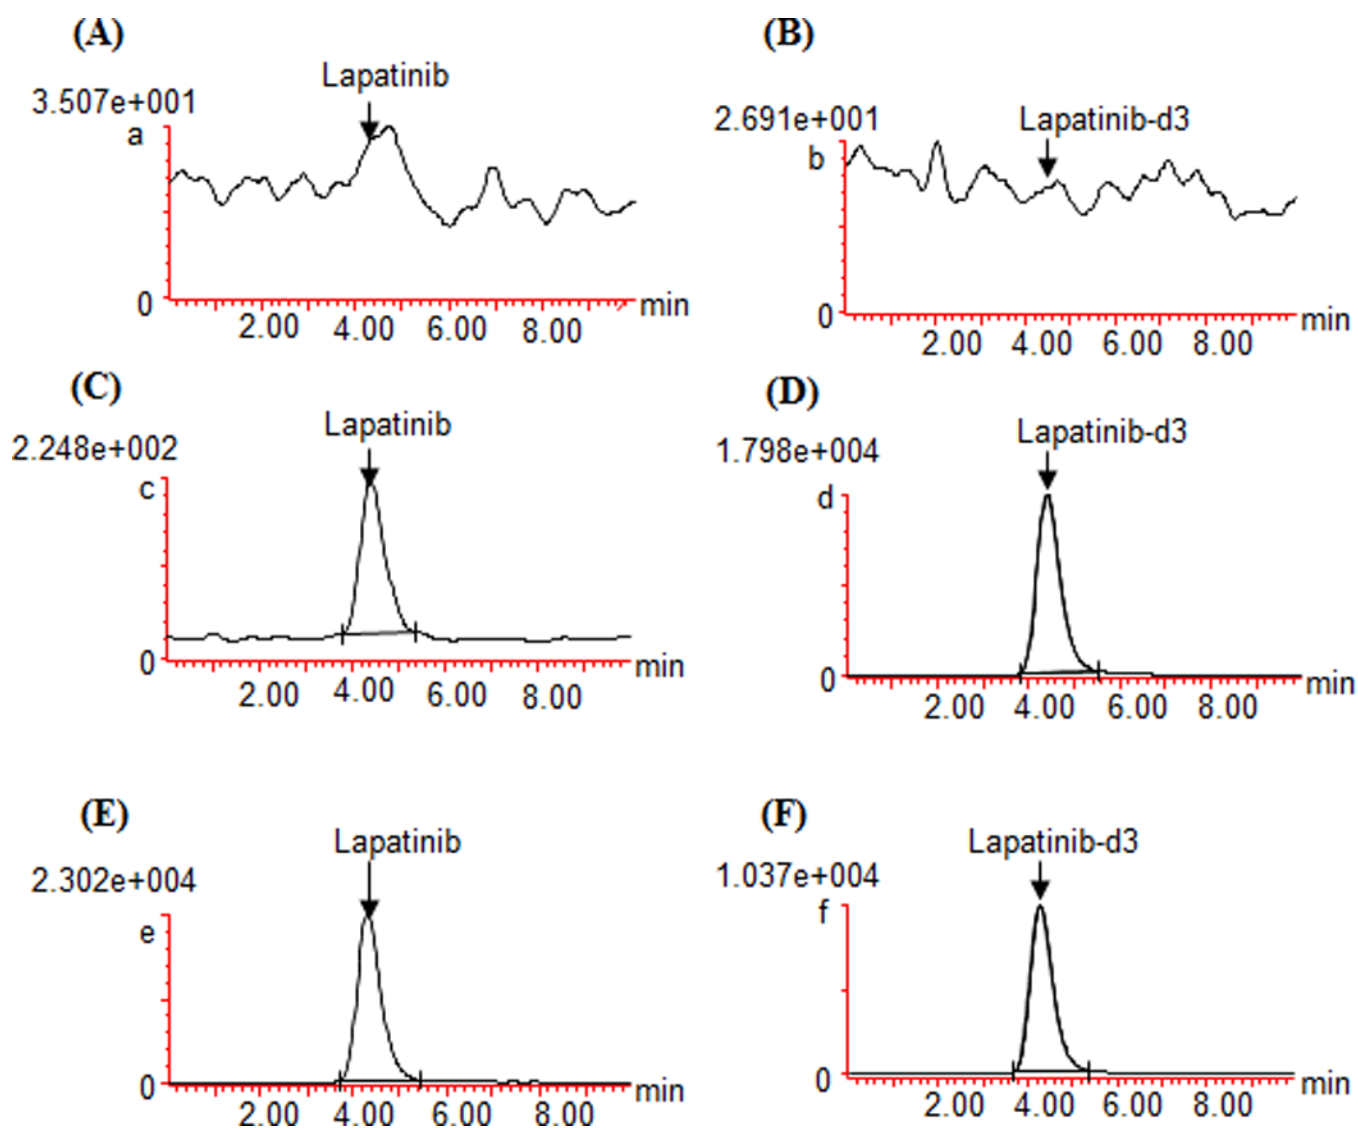 (A)
Lapatinib
3.507e+001
a
0
2.00 4.00 6.00 8.00
min
(B)
2.691e+001
Lapatinib-d3
b
0
2.00 4.00 6.00 8.00
min
(C)
Lapatinib
2.248e+002
c
0
2.00 4.00 6.00 8.00
min
(D)
Lapatinib-d3
1.798e+004
d
0
2.00 4.00 6.00 8.00
min
(E)
Lapatinib
2.302e+004
e
0
2.00 4.00 6.00 8.00
min
(F)
Lapatinib-d3
1.037e+004
f
0
2.00 4.00 6.00 8.00
min